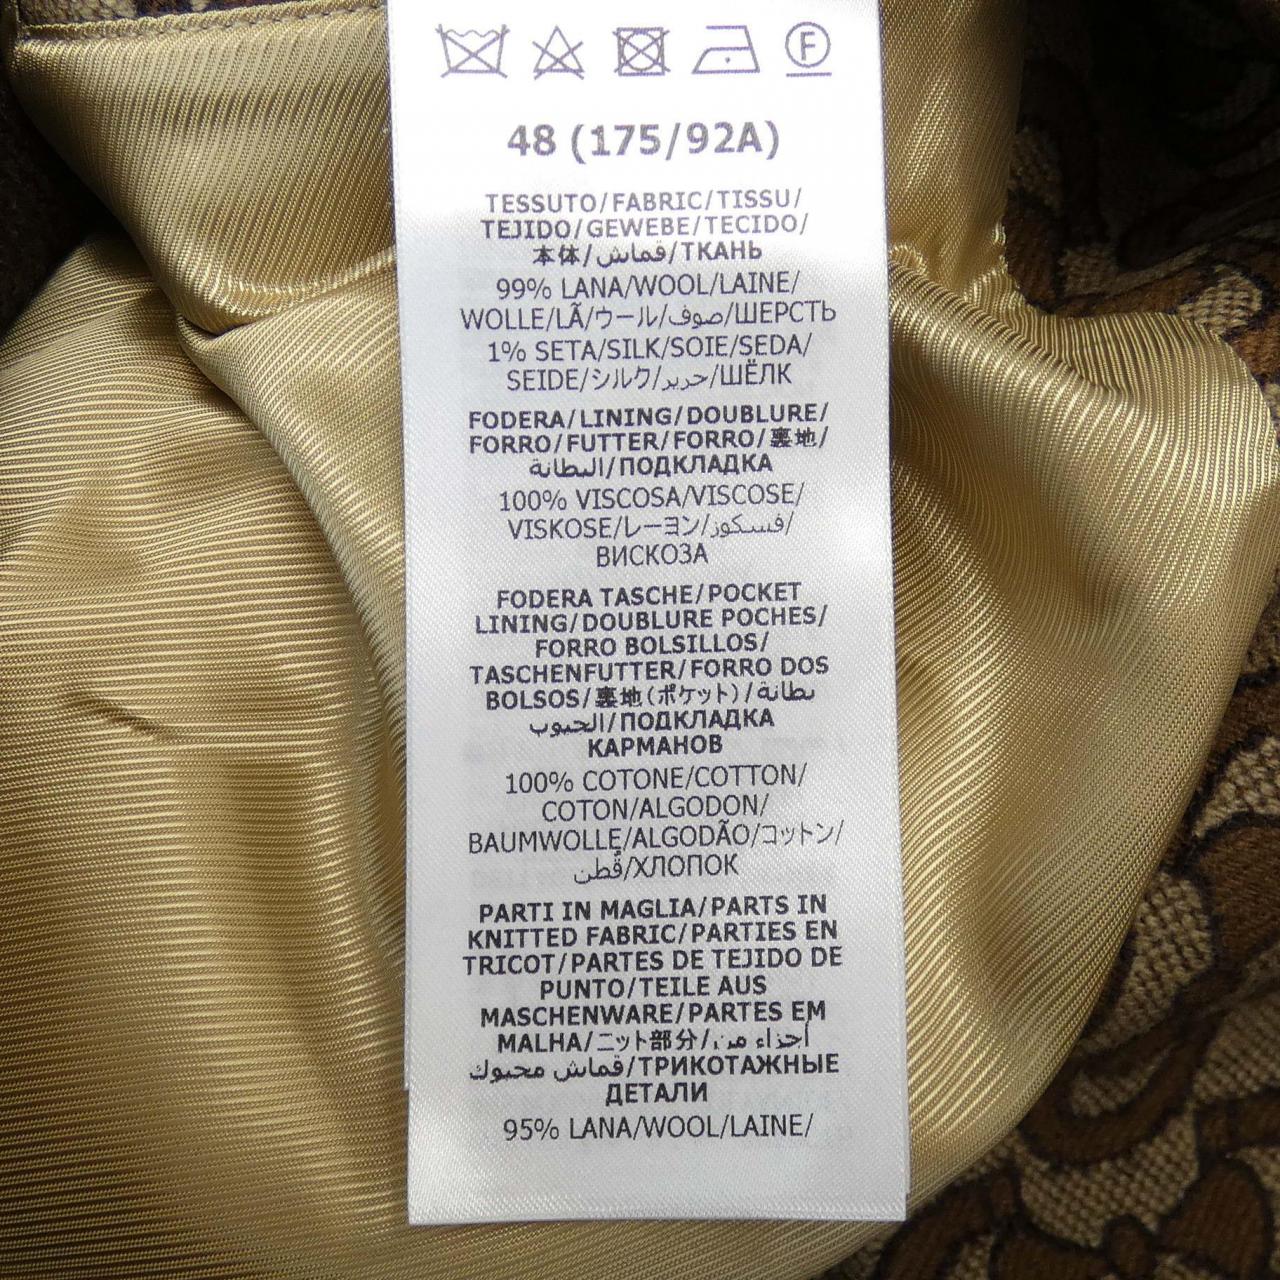 F
48 (175/92A)
TESSUTO/FABRIC/TISSU/
TEJIDO/GEWEBE/TECIDO/
本体/قماش/ТКАНЬ
99% LANA/WOOL/LAINE/
WOLLE/LÃ/ウール/صوف/ШЕРСТЬ
1% SETA/SILK/SOIE/SEDA/
SEIDE/シルク/حرير/ШЁЛК
FODERA/LINING/DOUBLURE/
FORRO/FUTTER/FORRO/裏地/
البطانة/ПОДКЛАДКА
100% VISCOSA/VISCOSE/
VISKOSE/レーヨン/فسكوز/
ВИСКОЗА
FODERA TASCHE/POCKET
LINING/DOUBLURE POCHES/
FORRO BOLSILLOS/
TASCHENFUTTER/FORRO DOS
BOLSOS/裏地(ポケット)/بطانة
الجيوب/ПОДКЛАДКА
КАРМАНОВ
100% COTONE/COTTON/
COTON/ALGODON/
BAUMWOLLE/ALGODÃO/コットン/
قُطن/ХЛОПОК
PARTI IN MAGLIA/PARTS IN
KNITTED FABRIC/PARTIES EN
TRICOT/PARTES DE TEJIDO DE
PUNTO/TEILE AUS
MASCHENWARE/PARTES EM
MALHA/ニット部分/أجزاء من
قماش محبوك/ТРИКОТАЖНЫЕ
ДЕТАЛИ
95% LANA/WOOL/LAINE/